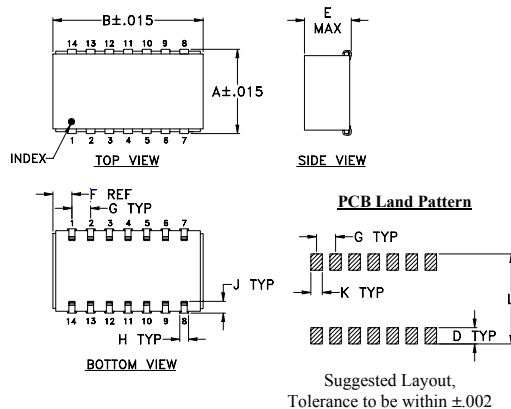 B±.015
14 13 12 11 10 9 8
A±.015
1 2 3 4 5 6 7
INDEX
TOP VIEW
E
MAX
SIDE VIEW
F REF
G TYP
1 2 3 4 5 6 7
J TYP
14 13 12 11 10 9 8
H TYP
BOTTOM VIEW
PCB Land Pattern
G TYP
K TYP
L
D TYP
Suggested Layout,
Tolerance to be within ±.002